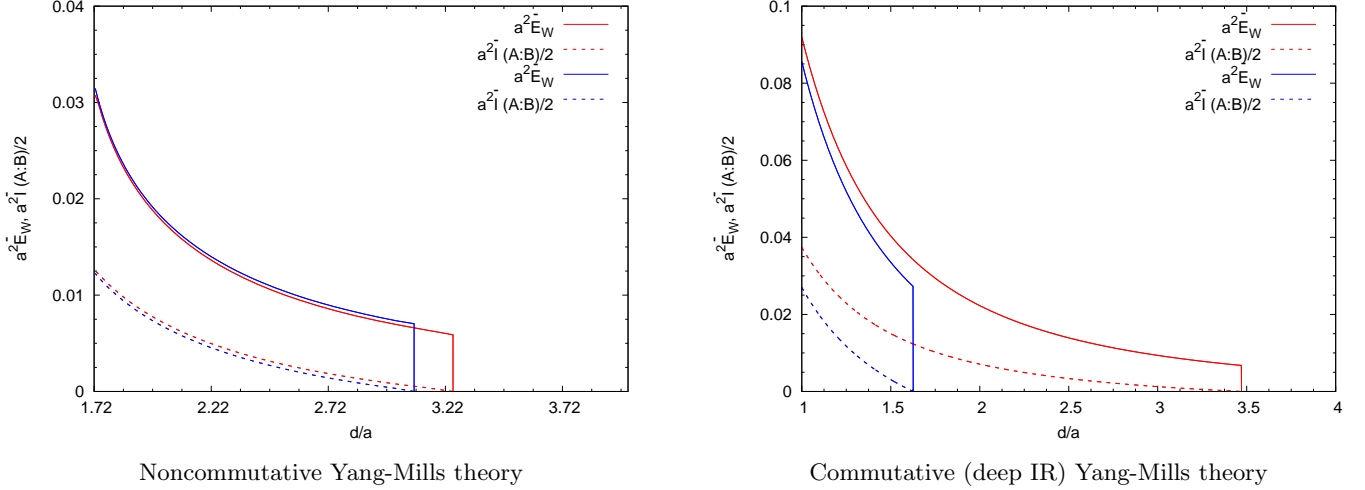 0.04
0.03
0.02
0.01
0
1.72 2.22 2.72 3.22 3.72
d/a
a²Ē_W, a²Ī (A:B)/2
a²Ē_W
a²Ī (A:B)/2
a²Ē_W
a²Ī (A:B)/2
Noncommutative Yang-Mills theory
0.1
0.08
0.06
0.04
0.02
0
1 1.5 2 2.5 3 3.5 4
d/a
a²Ē_W, a²Ī (A:B)/2
a²Ē_W
a²Ī (A:B)/2
a²Ē_W
a²Ī (A:B)/2
Commutative (deep IR) Yang-Mills theory